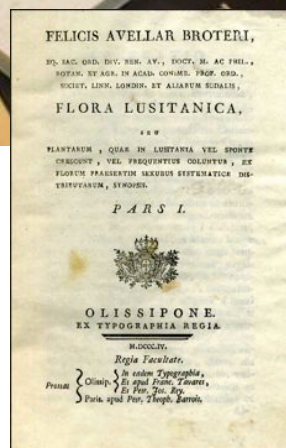 FELICIS AVELLAR BROTERI,
EQ. SAC. ORD. DIV. BEN. AV., DOCT. M. AC PHIL.,
BOTAN. ET AGR. IN ACAD. CONIMB. PROF. ORD.,
SOCIET. LINN. LONDIN. ET ALIARUM SODALIS,
FLORA LUSITANICA,
SEU
PLANTARUM, QUAE IN LUSITANIA VEL SPONTE
CRESCUNT, VEL FREQUENTIUS COLUNTUR, EX
FLORUM PRAESERTIM SEXUBUS SYSTEMATICE DIS-
TRIBUTARUM, SYNOPSIS.
PARS I.
OLISSIPONE.
EX TYPOGRAPHIA REGIA.
M.DCCC.IV.
Regia Facultate.
In eadem Typographia,
Prostat Olissip. Et apud Franc. Tavares,
Et Petr. Jos. Rey.
Paris. apud Petr. Theoph. Barrois.